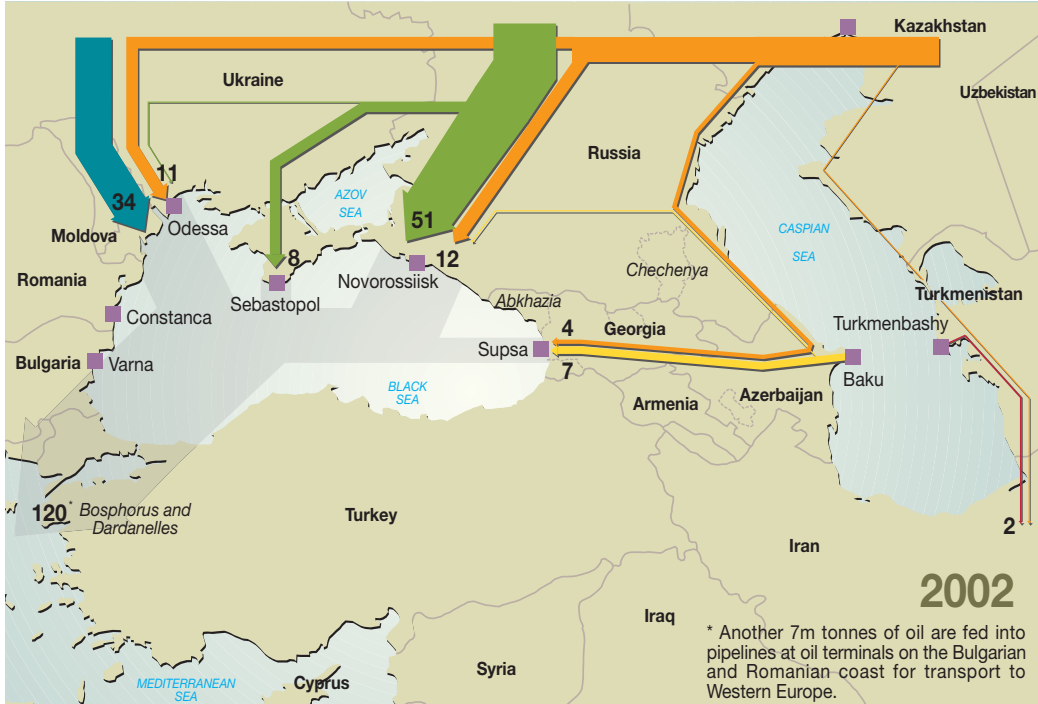 Kazakhstan
Ukraine
Uzbekistan
Russia
11
34
AZOV
SEA
51
Odessa
Moldova
CASPIAN
SEA
8
12
Chechenya
Romania
Novorossiisk
Sebastopol
Abkhazia
Turkmenistan
Constanca
4
Georgia
Turkmenbashy
Supsa
Bulgaria
Varna
7
Baku
BLACK
SEA
Azerbaijan
Armenia
120* Bosphorus and
Dardanelles
Turkey
2
Iran
2002
Iraq
* Another 7m tonnes of oil are fed into
pipelines at oil terminals on the Bulgarian
and Romanian coast for transport to
Western Europe.
Syria
MEDITERRANEAN
SEA
Cyprus